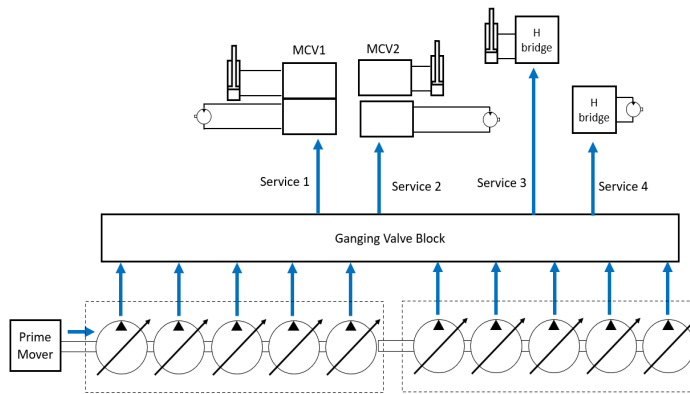 MCV1
MCV2
H
bridge
H
bridge
Service 1
Service 2
Service 3
Service 4
Ganging Valve Block
Prime
Mover